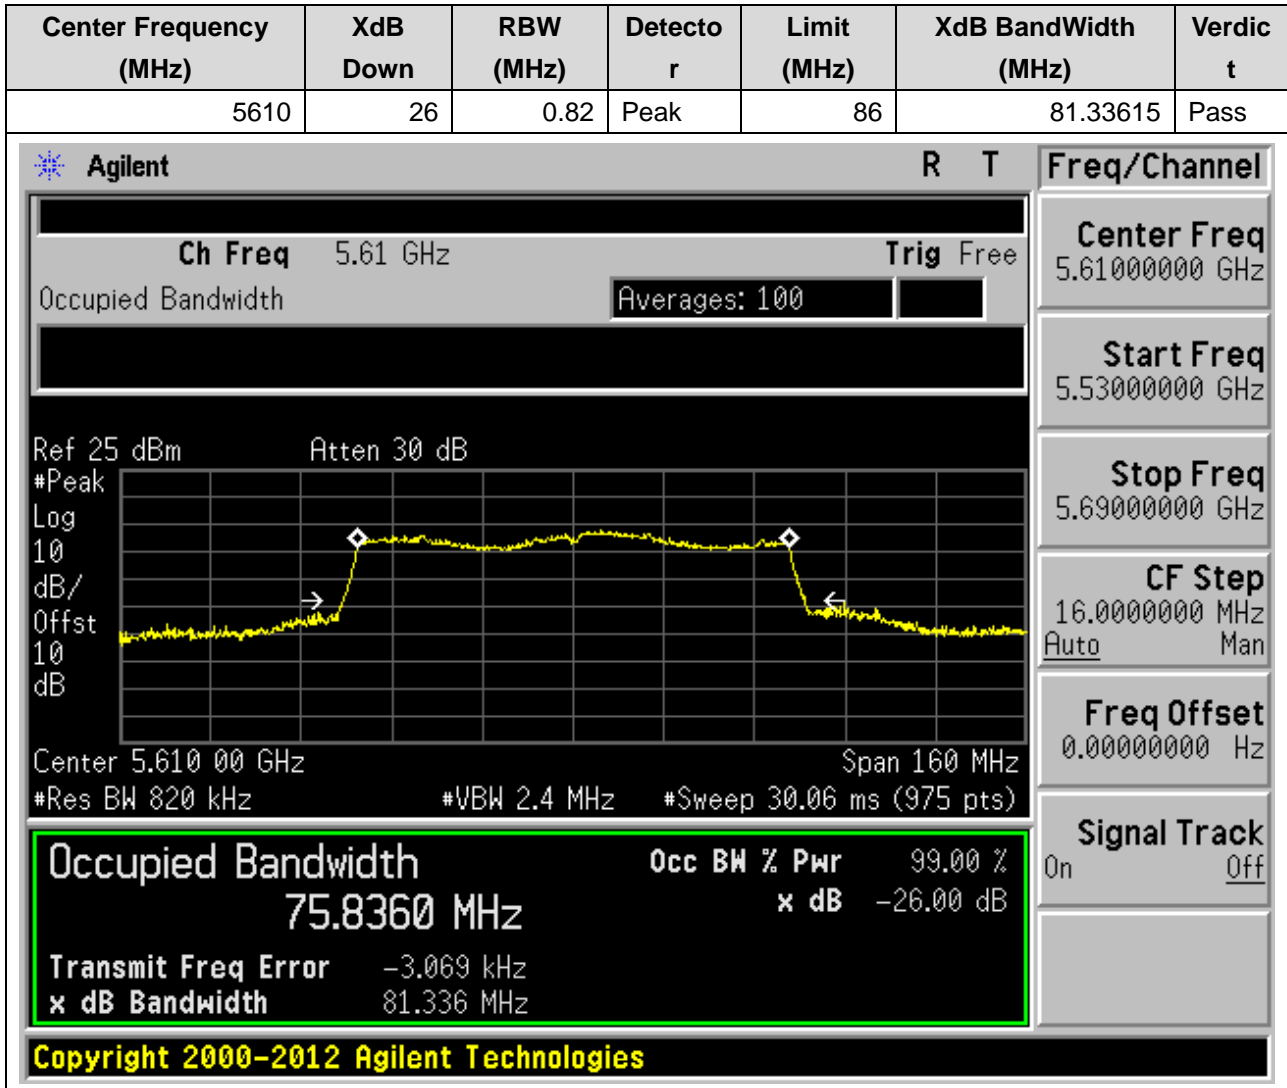 Center Frequency (MHz) XdB Down RBW (MHz) Detecto r Limit (MHz) XdB BandWidth (MHz) Verdic t
5610 26 0.82 Peak 86 81.33615 Pass
Agilent R T
Ch Freq 5.61 GHz Trig Free
Occupied Bandwidth Averages: 100
Ref 25 dBm Atten 30 dB
#Peak
Log
10
dB/
Offst
10
dB
Center 5.610 00 GHz Span 160 MHz
#Res BW 820 kHz #VBW 2.4 MHz #Sweep 30.06 ms (975 pts)
Occupied Bandwidth Occ BW % Pwr 99.00 %
75.8360 MHz x dB -26.00 dB
Transmit Freq Error -3.069 kHz
x dB Bandwidth 81.336 MHz
Copyright 2000-2012 Agilent Technologies
Freq/Channel
Center Freq
5.61000000 GHz
Start Freq
5.53000000 GHz
Stop Freq
5.69000000 GHz
CF Step
16.0000000 MHz
Auto Man
Freq Offset
0.00000000 Hz
Signal Track
On Off